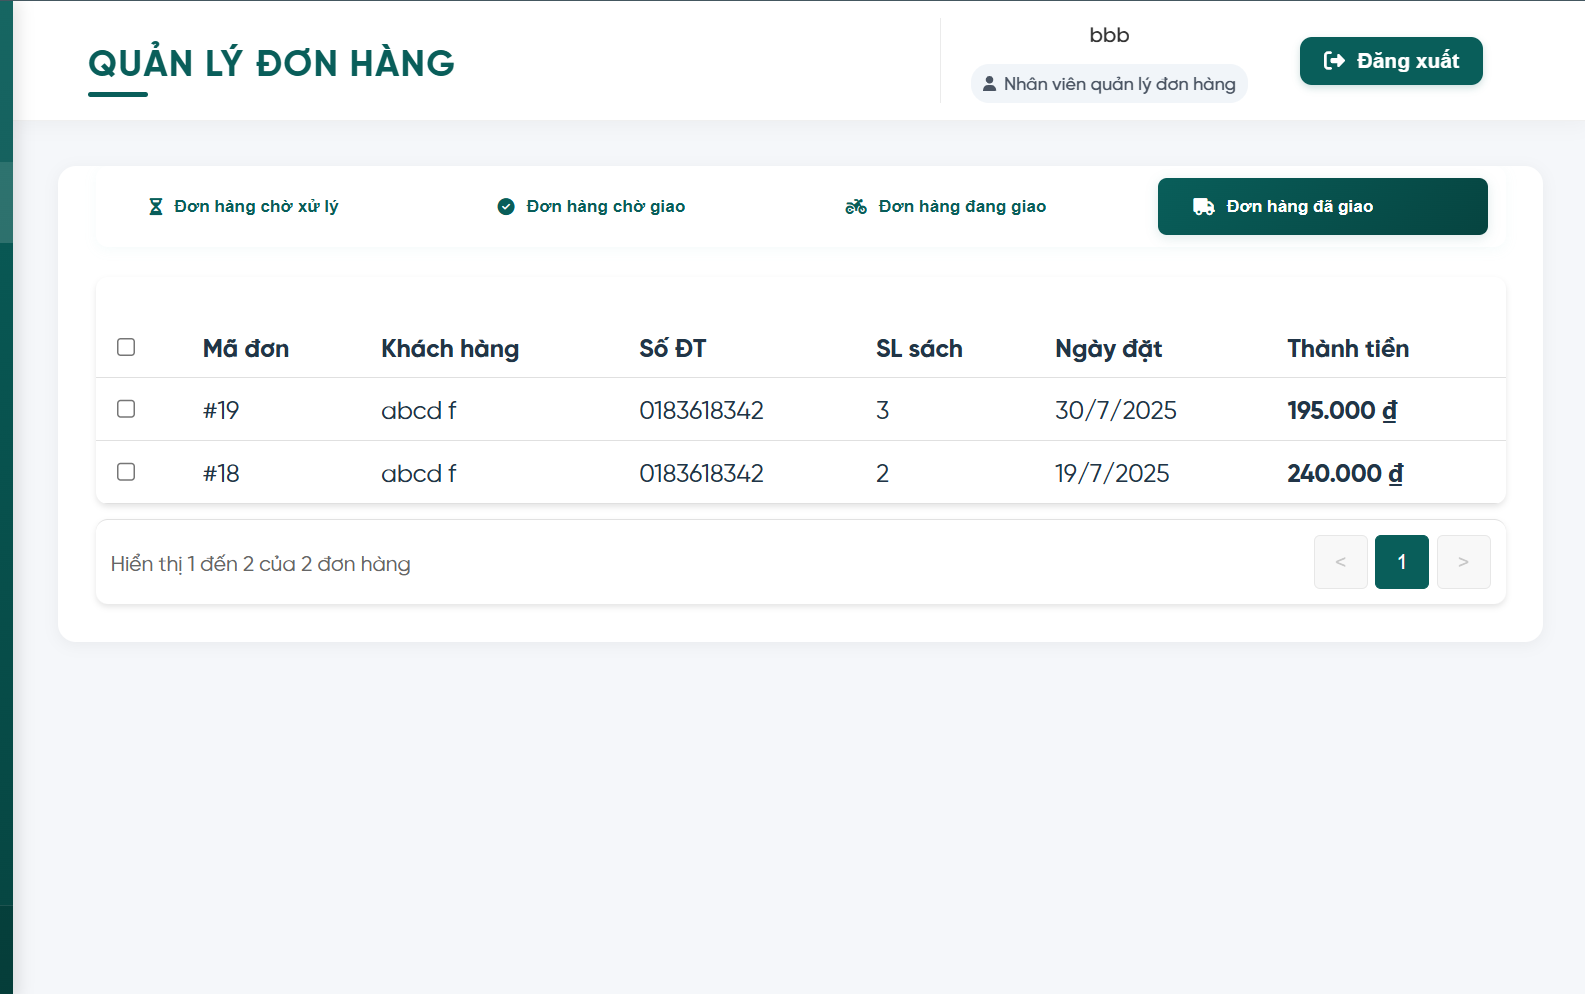 QUẢN LÝ ĐƠN HÀNG
bbb
Nhân viên quản lý đơn hàng
Đăng xuất
Đơn hàng chờ xử lý
Đơn hàng chờ giao
Đơn hàng đang giao
Đơn hàng đã giao
Mã đơn Khách hàng Số ĐT SL sách Ngày đặt Thành tiền
#19 abcd f 0183618342 3 30/7/2025 195.000 ₫
#18 abcd f 0183618342 2 19/7/2025 240.000 ₫
Hiển thị 1 đến 2 của 2 đơn hàng
< 1 >